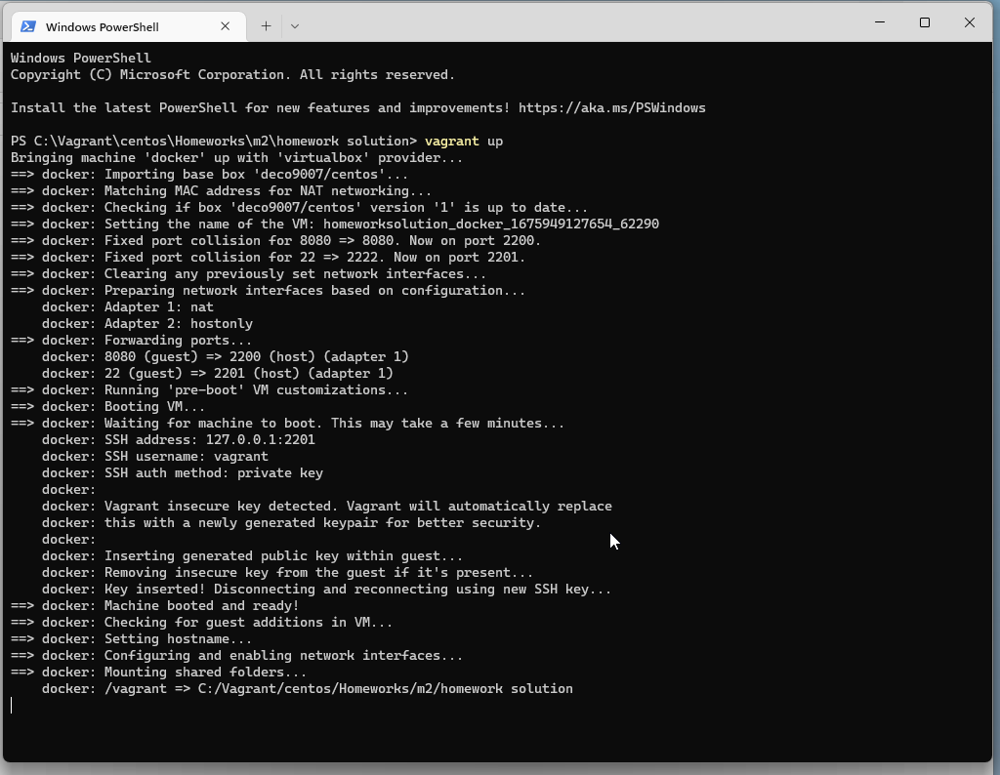 Windows PowerShell
Windows PowerShell
Copyright (C) Microsoft Corporation. All rights reserved.
Install the latest PowerShell for new features and improvements! https://aka.ms/PSWindows
PS C:\Vagrant\centos\Homeworks\m2\homework solution> vagrant up
Bringing machine 'docker' up with 'virtualbox' provider...
==> docker: Importing base box 'deco9007/centos'...
==> docker: Matching MAC address for NAT networking...
==> docker: Checking if box 'deco9007/centos' version '1' is up to date...
==> docker: Setting the name of the VM: homeworksolution_docker_1675949127654_62290
==> docker: Fixed port collision for 8080 => 8080. Now on port 2200.
==> docker: Fixed port collision for 22 => 2222. Now on port 2201.
==> docker: Clearing any previously set network interfaces...
==> docker: Preparing network interfaces based on configuration...
    docker: Adapter 1: nat
    docker: Adapter 2: hostonly
==> docker: Forwarding ports...
    docker: 8080 (guest) => 2200 (host) (adapter 1)
    docker: 22 (guest) => 2201 (host) (adapter 1)
==> docker: Running 'pre-boot' VM customizations...
==> docker: Booting VM...
==> docker: Waiting for machine to boot. This may take a few minutes...
    docker: SSH address: 127.0.0.1:2201
    docker: SSH username: vagrant
    docker: SSH auth method: private key
    docker:
    docker: Vagrant insecure key detected. Vagrant will automatically replace
    docker: this with a newly generated keypair for better security.
    docker:
    docker: Inserting generated public key within guest...
    docker: Removing insecure key from the guest if it's present...
    docker: Key inserted! Disconnecting and reconnecting using new SSH key...
==> docker: Machine booted and ready!
==> docker: Checking for guest additions in VM...
==> docker: Setting hostname...
==> docker: Configuring and enabling network interfaces...
==> docker: Mounting shared folders...
    docker: /vagrant => C:/Vagrant/centos/Homeworks/m2/homework solution